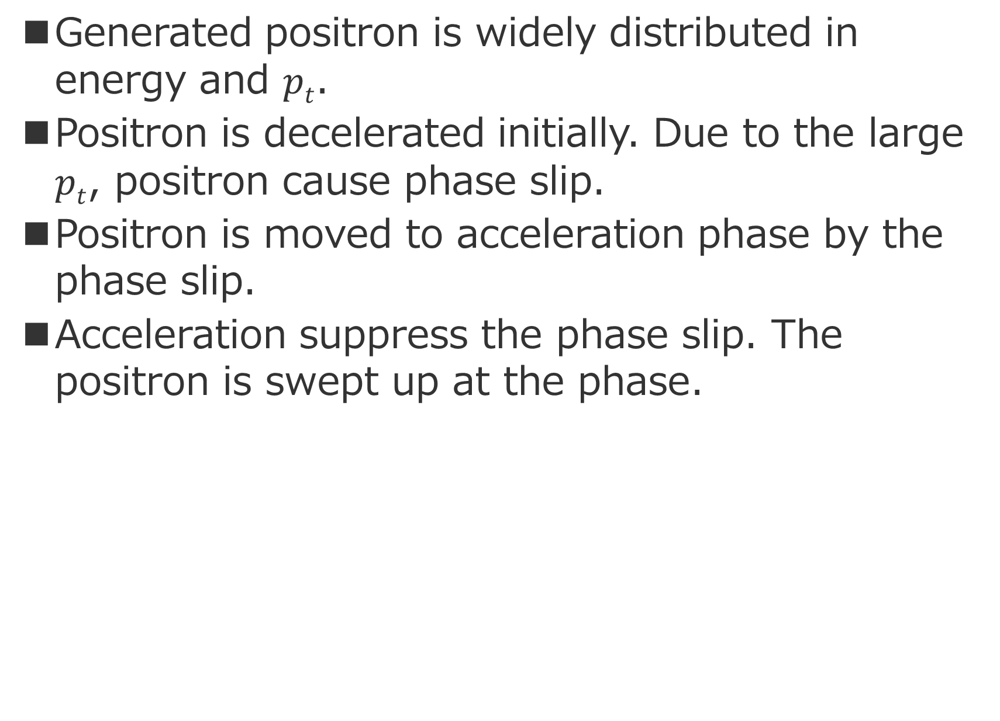 ■Generated positron is widely distributed in
energy and $p_t$.
■Positron is decelerated initially. Due to the large
$p_t$, positron cause phase slip.
■Positron is moved to acceleration phase by the
phase slip.
■Acceleration suppress the phase slip. The
positron is swept up at the phase.